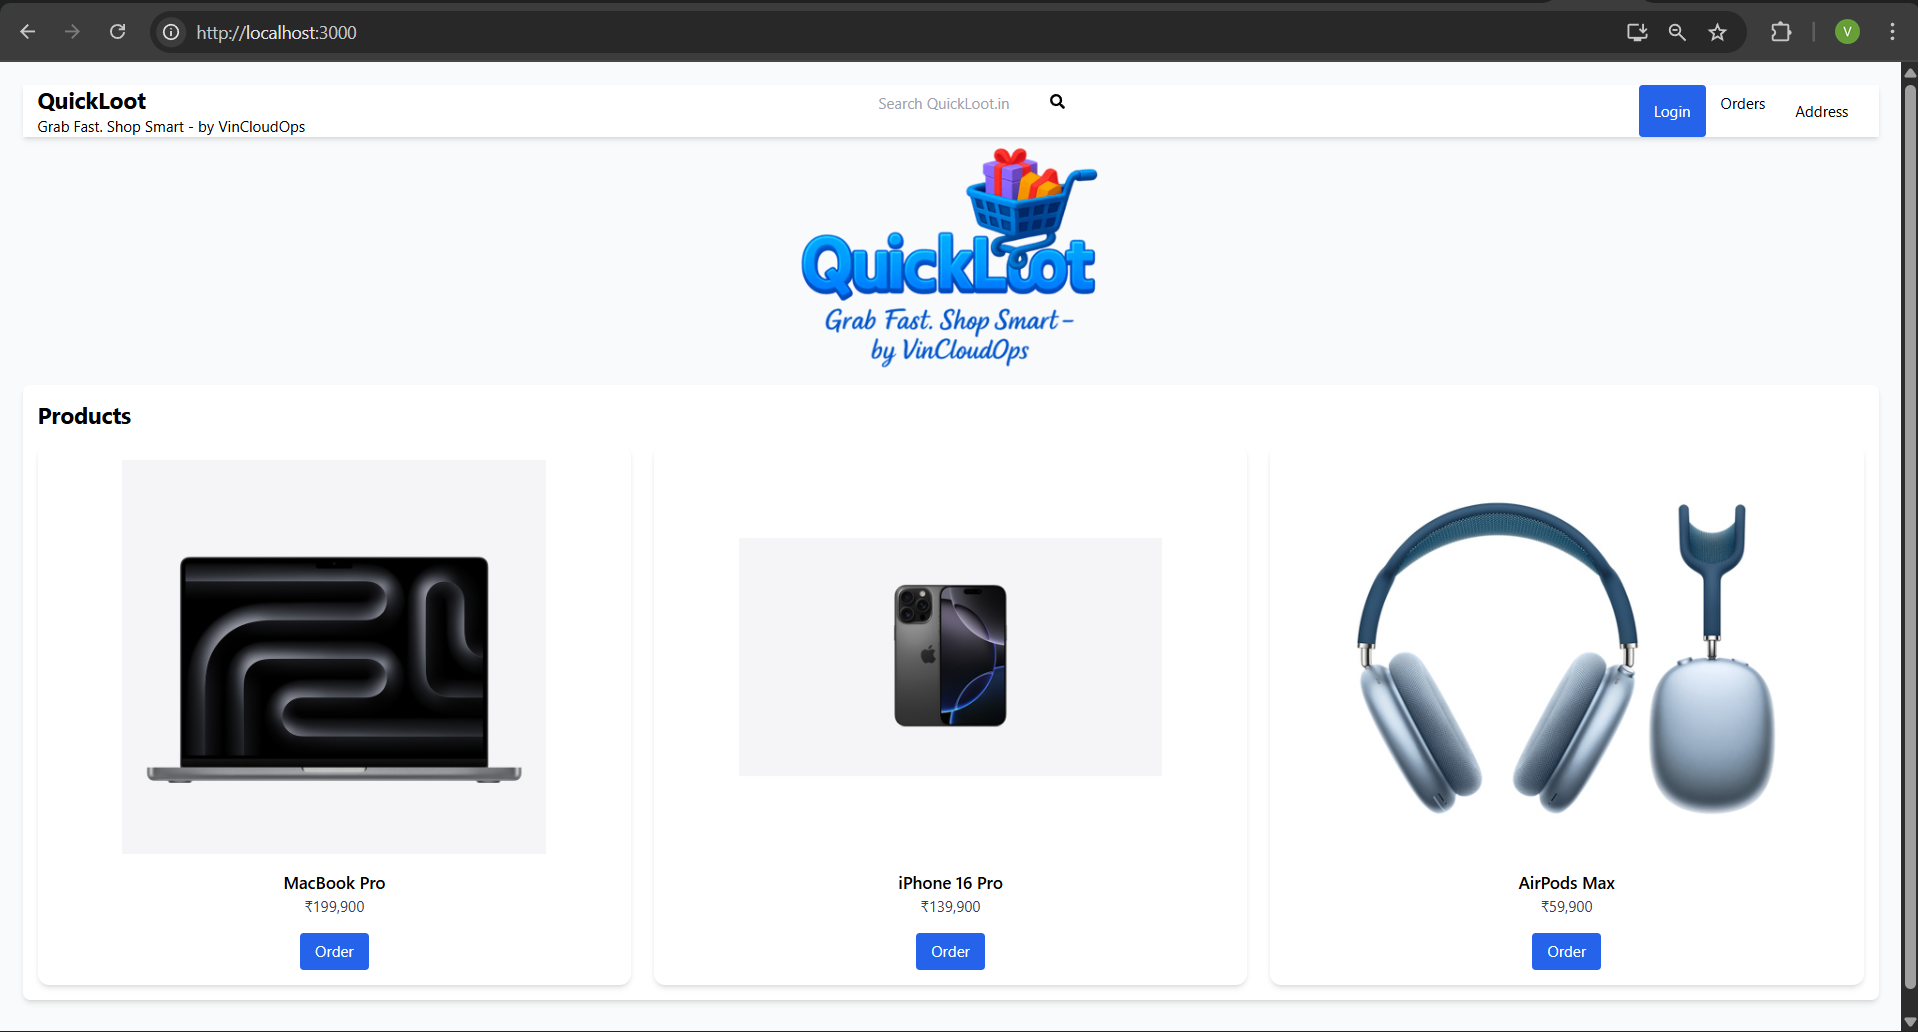 http://localhost:3000
V
QuickLoot
Grab Fast. Shop Smart - by VinCloudOps
Search QuickLoot.in
Login
Orders
Address
QuickLoot
Grab Fast. Shop Smart –
by VinCloudOps
Products
MacBook Pro
₹199,900
Order
iPhone 16 Pro
₹139,900
Order
AirPods Max
₹59,900
Order